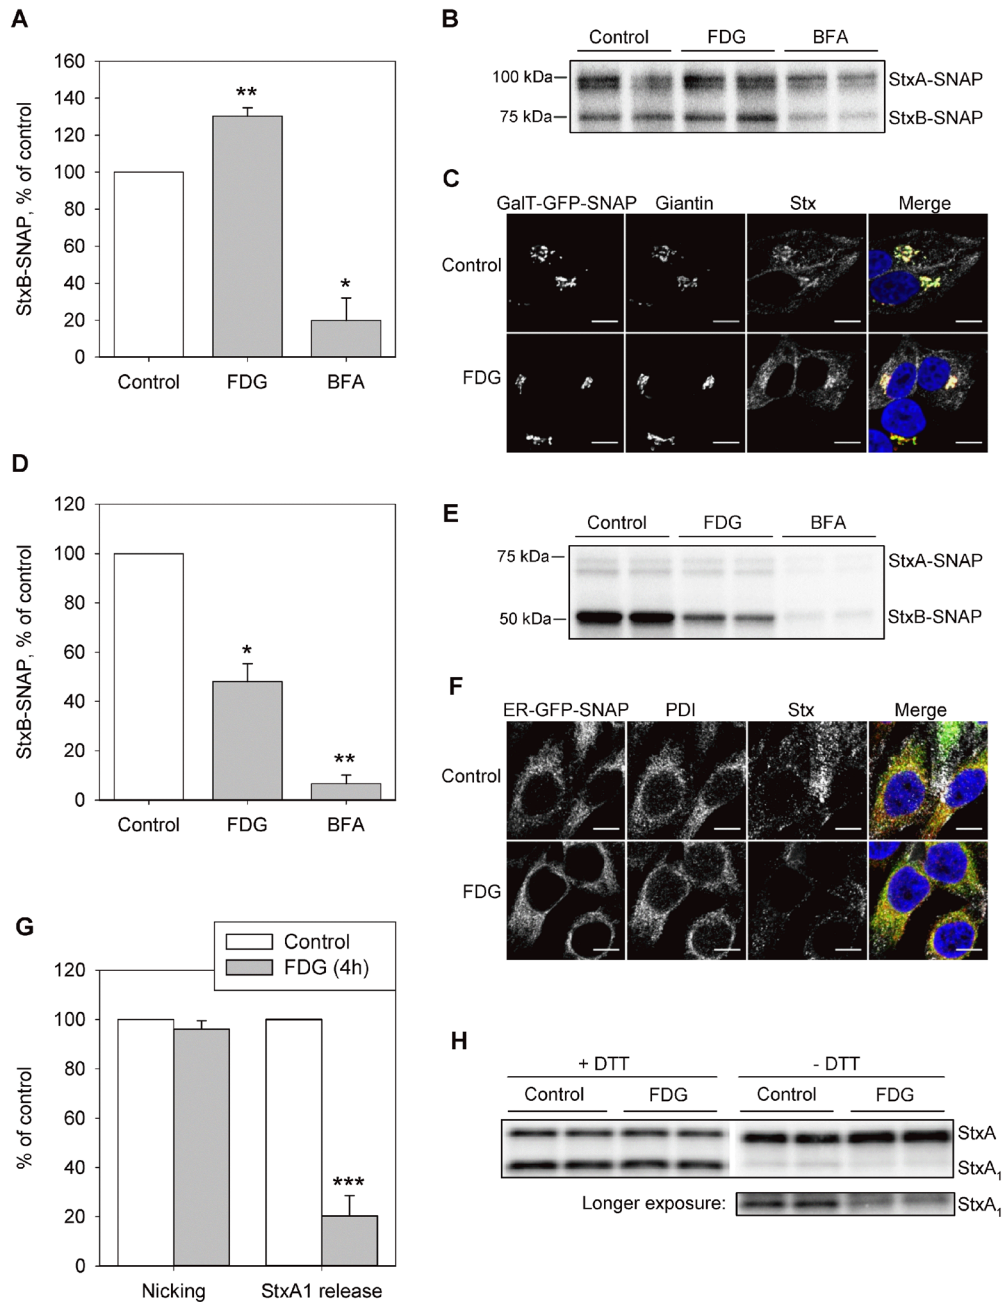 A
StxB-SNAP, % of control
160
140
120
100
80
60
40
20
0
**
*
Control FDG BFA
B
Control FDG BFA
100 kDa
75 kDa
StxA-SNAP
StxB-SNAP
C
GalT-GFP-SNAP Giantin Stx Merge
Control
FDG
D
StxB-SNAP, % of control
120
100
80
60
40
20
0
*
**
Control FDG BFA
E
Control FDG BFA
75 kDa
50 kDa
StxA-SNAP
StxB-SNAP
F
ER-GFP-SNAP PDI Stx Merge
Control
FDG
G
Control
FDG (4h)
% of control
120
100
80
60
40
20
0
***
Nicking StxA1 release
H
+ DTT - DTT
Control FDG Control FDG
StxA
StxA₁
Longer exposure: StxA₁